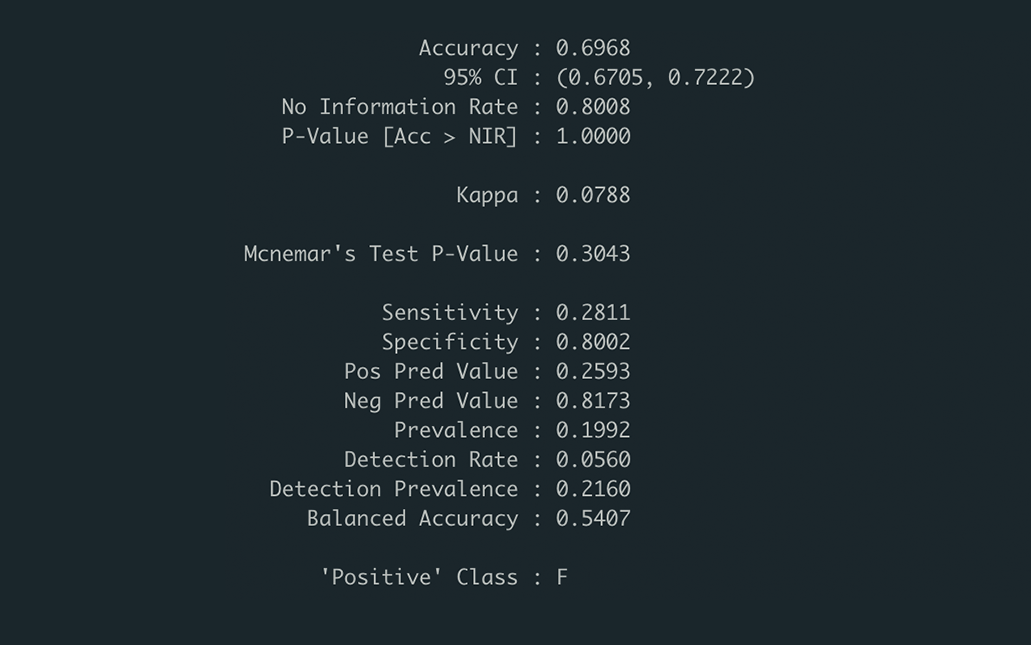 Accuracy : 0.6968
95% CI : (0.6705, 0.7222)
No Information Rate : 0.8008
P-Value [Acc > NIR] : 1.0000
Kappa : 0.0788
Mcnemar's Test P-Value : 0.3043
Sensitivity : 0.2811
Specificity : 0.8002
Pos Pred Value : 0.2593
Neg Pred Value : 0.8173
Prevalence : 0.1992
Detection Rate : 0.0560
Detection Prevalence : 0.2160
Balanced Accuracy : 0.5407
'Positive' Class : F